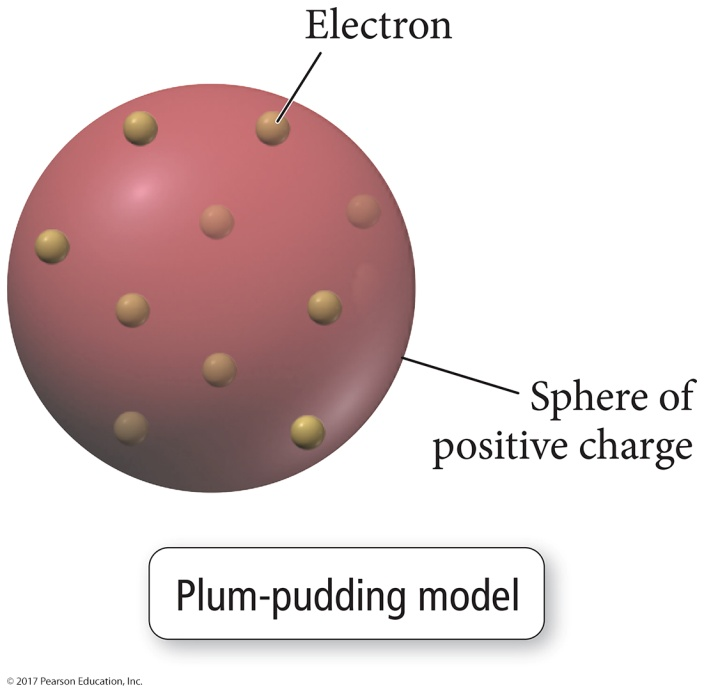 Electron
Sphere of
positive charge
Plum-pudding model
© 2017 Pearson Education, Inc.